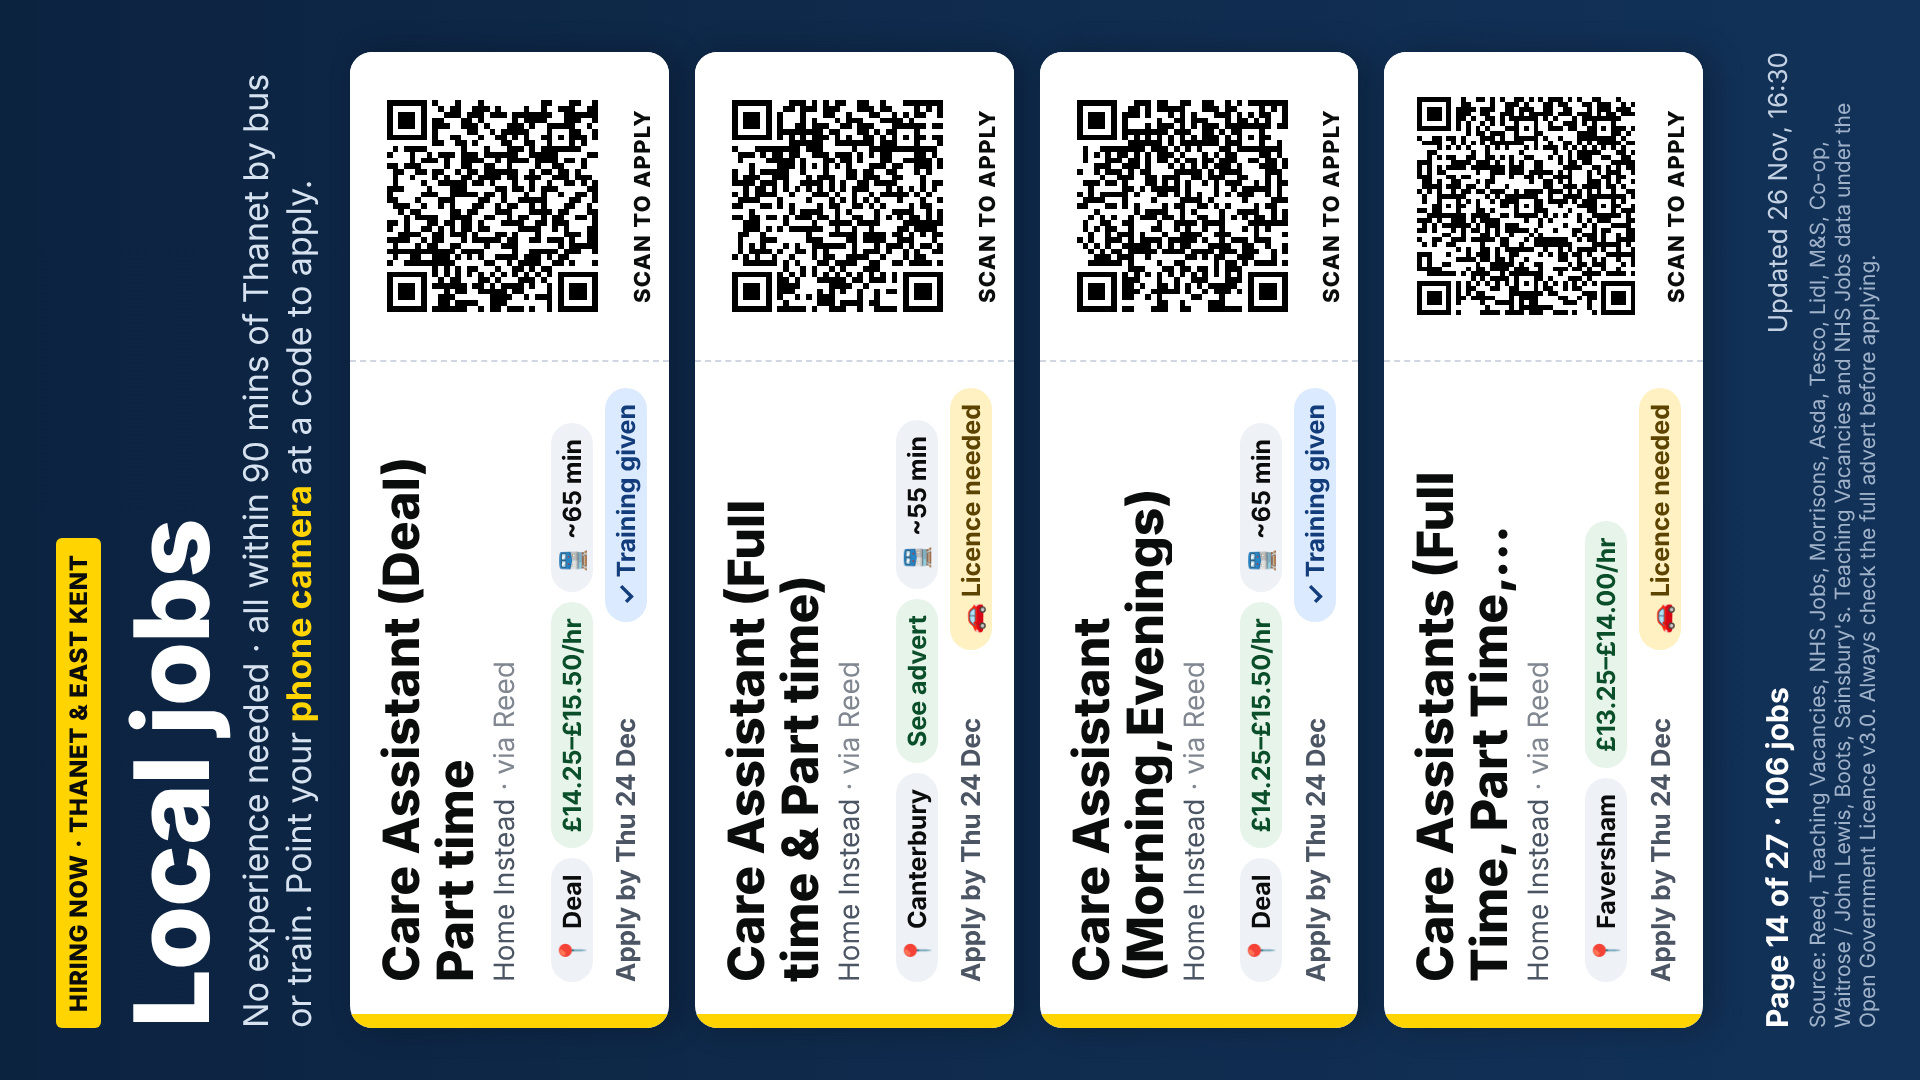 HIRING NOW · THANET & EAST KENT
Local jobs
No experience needed · all within 90 mins of Thanet by bus
or train. Point your phone camera at a code to apply.
Care Assistant (Deal)
Part time
Home Instead · via Reed
📍 Deal
£14.25–£15.50/hr
🚆 ~65 min
Apply by Thu 24 Dec
✓ Training given
SCAN TO APPLY
Care Assistant (Full
time & Part time)
Home Instead · via Reed
📍 Canterbury
See advert
🚆 ~55 min
Apply by Thu 24 Dec
🚗 Licence needed
SCAN TO APPLY
Care Assistant
(Morning,Evenings)
Home Instead · via Reed
📍 Deal
£14.25–£15.50/hr
🚆 ~65 min
Apply by Thu 24 Dec
✓ Training given
SCAN TO APPLY
Care Assistants (Full
Time, Part Time,…
Home Instead · via Reed
📍 Faversham
£13.25–£14.00/hr
Apply by Thu 24 Dec
🚗 Licence needed
SCAN TO APPLY
Page 14 of 27 · 106 jobs
Updated 26 Nov, 16:30
Source: Reed, Teaching Vacancies, NHS Jobs, Morrisons, Asda, Tesco, Lidl, M&S, Co-op,
Waitrose / John Lewis, Boots, Sainsbury's. Teaching Vacancies and NHS Jobs data under the
Open Government Licence v3.0. Always check the full advert before applying.